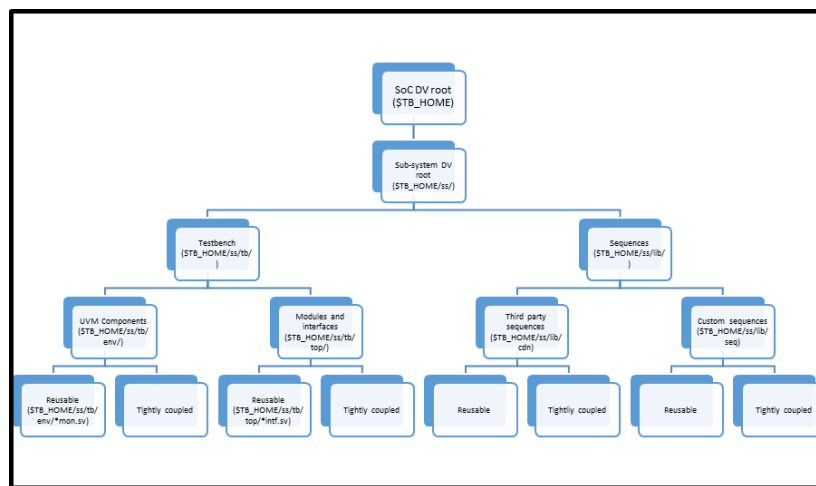 SoC DV root
($TB_HOME)
Sub-system DV
root
($TB_HOME/ss/)
Testbench
($TB_HOME/ss/tb/
)
Sequences
($TB_HOME/ss/lib/
)
UVM Components
($TB_HOME/ss/tb/
env/)
Modules and
interfaces
($TB_HOME/ss/tb/
top/)
Third party
sequences
($TB_HOME/ss/lib/
cdn)
Custom sequences
($TB_HOME/ss/lib/
seq)
Reusable
($TB_HOME/ss/tb/
env/*mon.sv)
Tightly coupled
Reusable
($TB_HOME/ss/tb/
top/*intf.sv)
Tightly coupled
Reusable
Tightliy coupled
Reusable
Tightly coupled